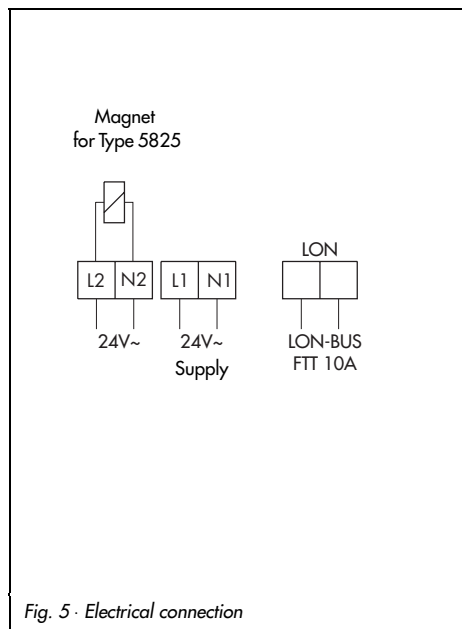 Magnet
for Type 5825
LON
L2 N2 L1 N1
24V~ 24V~ LON-BUS
Supply FTT 10A
Fig. 5 · Electrical connection